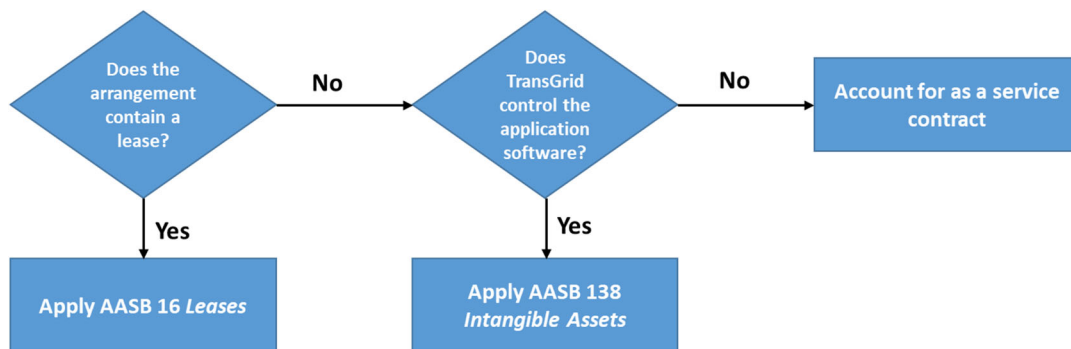 Does the
arrangement
contain a
lease?
No
Does
TransGrid
control the
application
software?
No
Account for as a service
contract
Yes
Yes
Apply AASB 16 Leases
Apply AASB 138
Intangible Assets